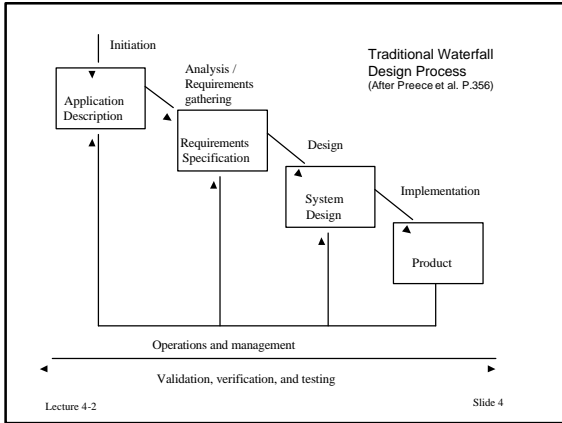 Initiation
Traditional Waterfall
Design Process
(After Preece et al. P.356)
Analysis /
Requirements
gathering
Application
Description
Design
Requirements
Specification
Implementation
System
Design
Product
Operations and management
Validation, verification, and testing
Lecture 4-2
Slide 4